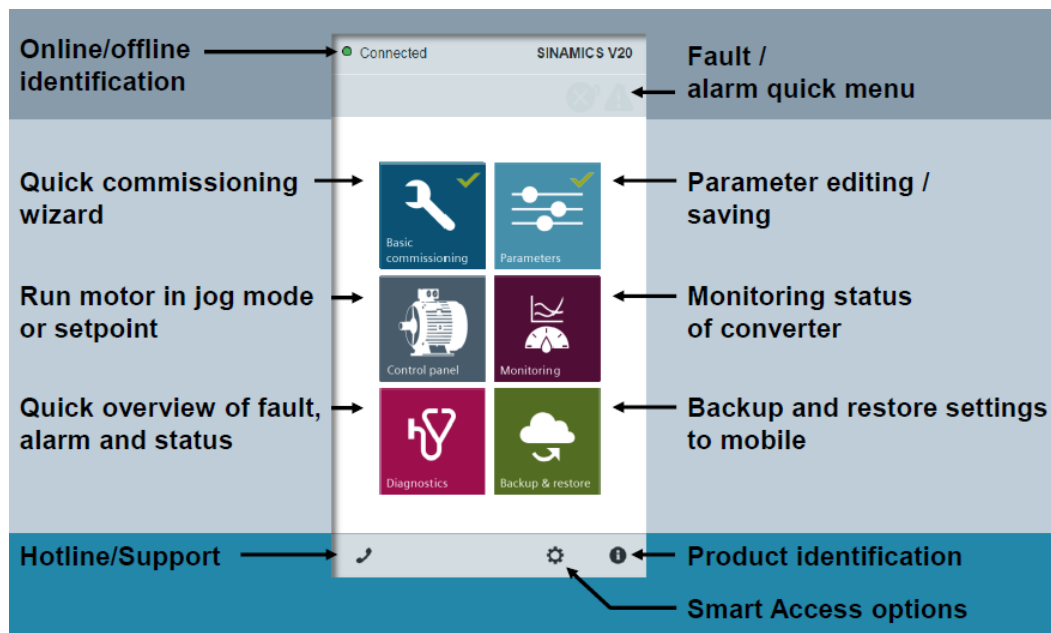 Online/offline
identification
Connected
SINAMICS V20
Fault /
alarm quick menu
Quick commissioning
wizard
Basic
commissioning
Parameters
Parameter editing /
saving
Run motor in jog mode
or setpoint
Control panel
Monitoring
Monitoring status
of converter
Quick overview of fault,
alarm and status
Diagnostics
Backup & restore
Backup and restore settings
to mobile
Hotline/Support
Product identification
Smart Access options